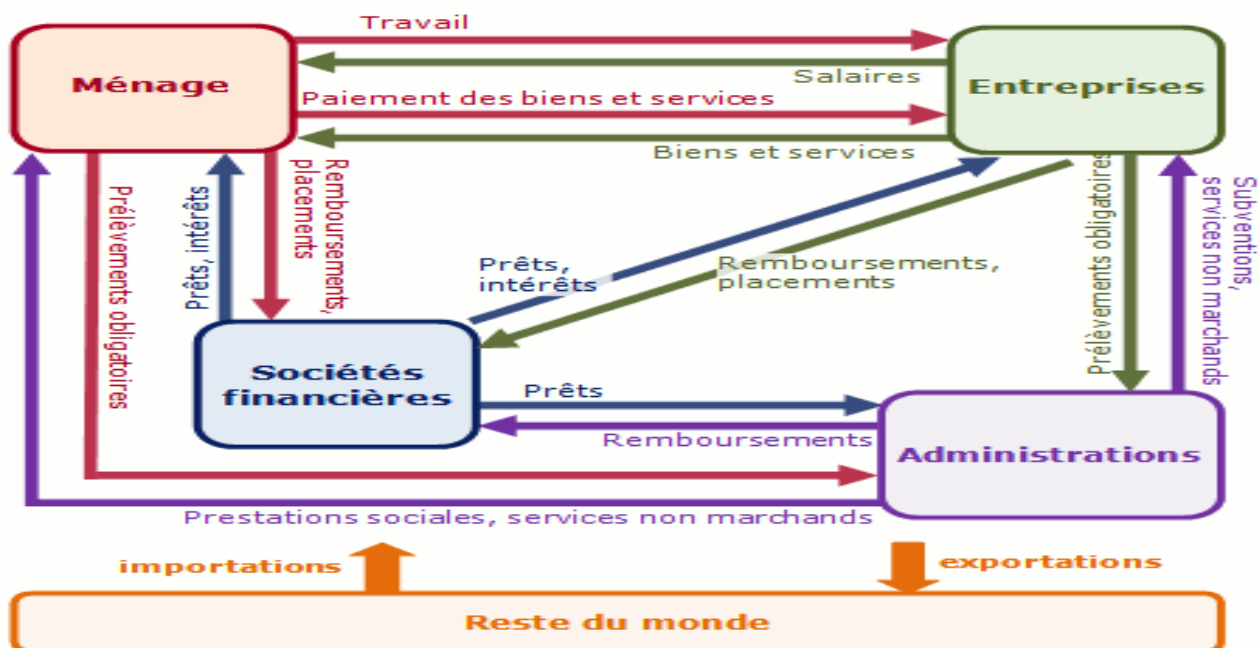 Travail
Ménage
Entreprises
Salaires
Paiement des biens et services
Biens et services
Prélèvements obligatoires
Prêts, intérêts
Remboursements,
placements
Prêts,
intérêts
Remboursements,
placements
Prélèvements obligatoires
Subventions,
services non marchands
Sociétés
financières
Prêts
Remboursements
Administrations
Prestations sociales, services non marchands
importations
exportations
Reste du monde